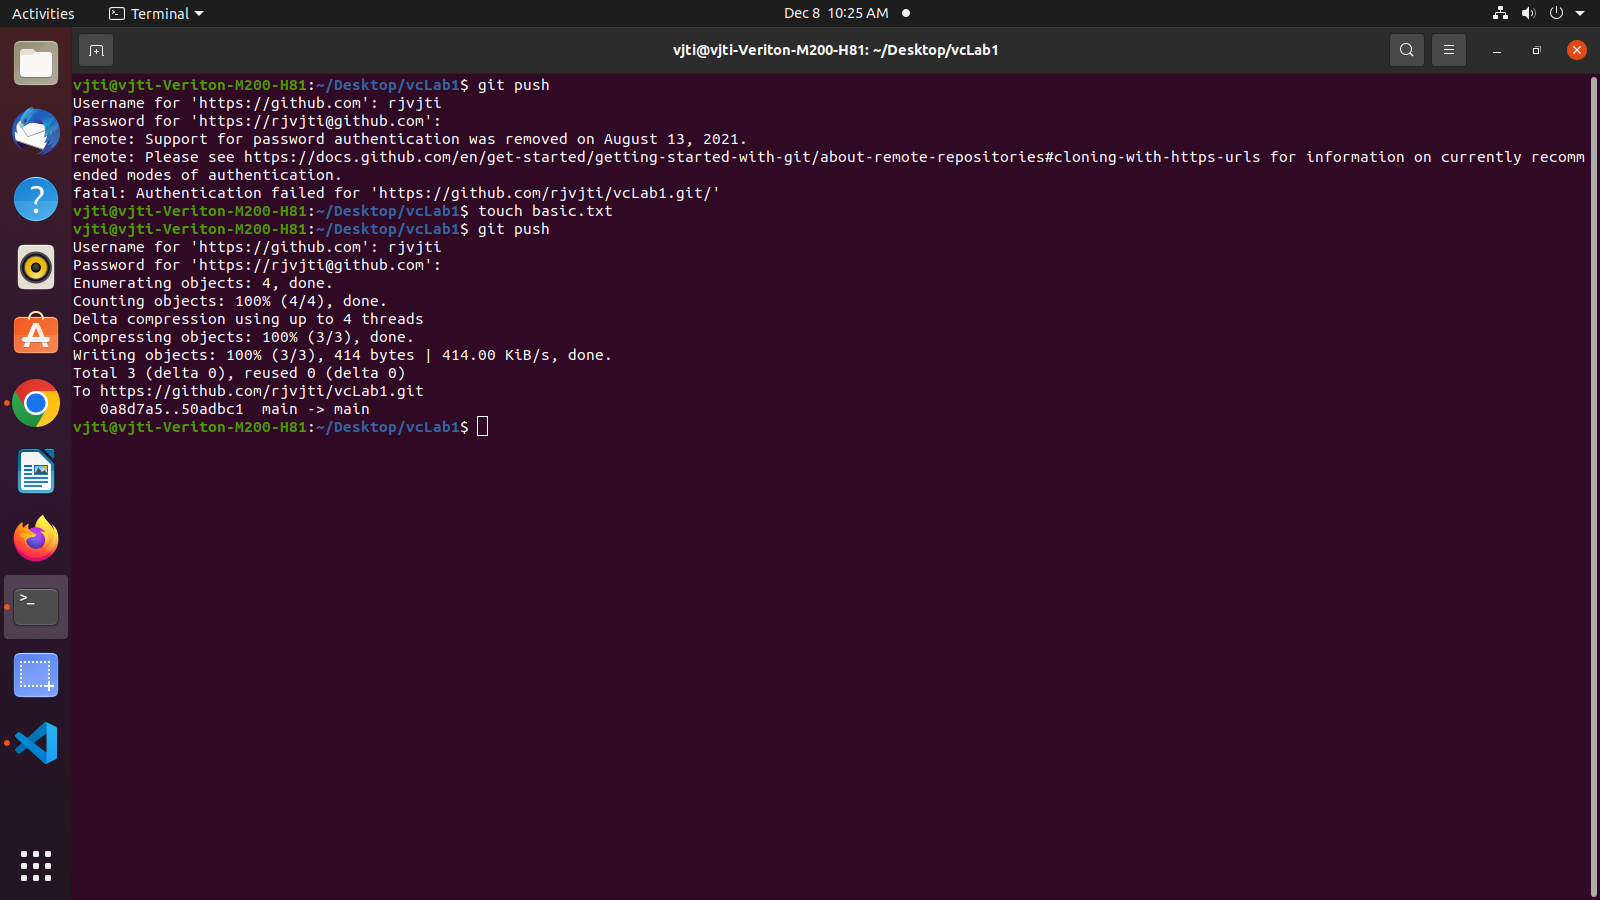 Activities
Terminal
Dec 8 10:25 AM
vjti@vjti-Veriton-M200-H81: ~/Desktop/vcLab1
vjti@vjti-Veriton-M200-H81:~/Desktop/vcLab1$ git push
Username for 'https://github.com': rjvjti
Password for 'https://rjvjti@github.com':
remote: Support for password authentication was removed on August 13, 2021.
remote: Please see https://docs.github.com/en/get-started/getting-started-with-git/about-remote-repositories#cloning-with-https-urls for information on currently recomm
ended modes of authentication.
fatal: Authentication failed for 'https://github.com/rjvjti/vcLab1.git/'
vjti@vjti-Veriton-M200-H81:~/Desktop/vcLab1$ touch basic.txt
vjti@vjti-Veriton-M200-H81:~/Desktop/vcLab1$ git push
Username for 'https://github.com': rjvjti
Password for 'https://rjvjti@github.com':
Enumerating objects: 4, done.
Counting objects: 100% (4/4), done.
Delta compression using up to 4 threads
Compressing objects: 100% (3/3), done.
Writing objects: 100% (3/3), 414 bytes | 414.00 KiB/s, done.
Total 3 (delta 0), reused 0 (delta 0)
To https://github.com/rjvjti/vcLab1.git
   0a8d7a5..50adbc1  main -> main
vjti@vjti-Veriton-M200-H81:~/Desktop/vcLab1$